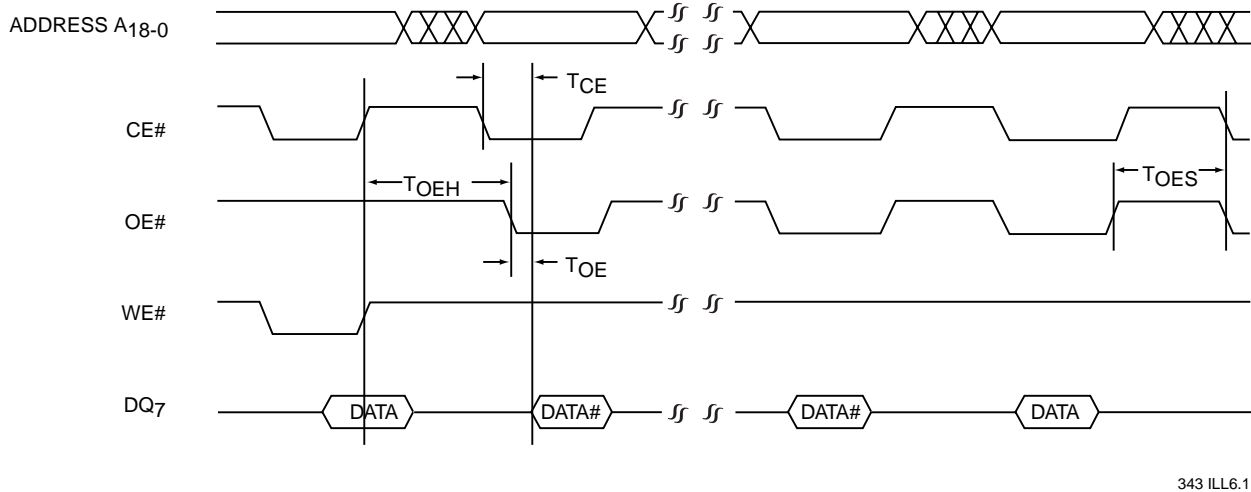 ADDRESS A18-0
TCE
CE#
TOEH
TOES
OE#
TOE
WE#
DQ7
DATA
DATA#
DATA#
DATA
343 ILL6.1